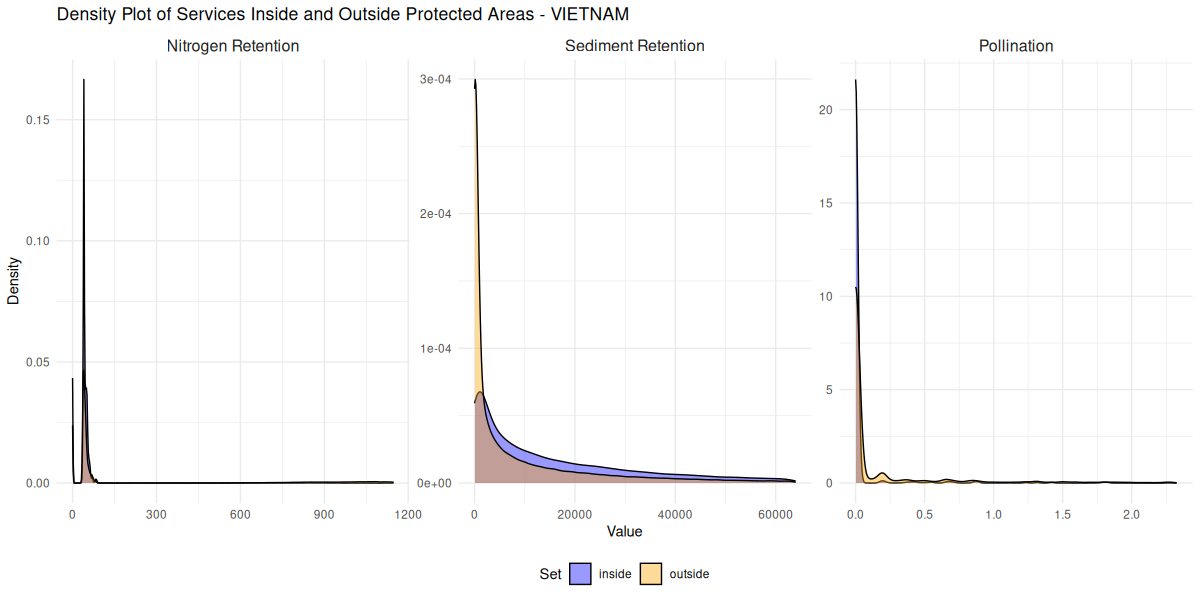 Density Plot of Services Inside and Outside Protected Areas - VIETNAM
Nitrogen Retention
Sediment Retention
Pollination
Density
0.15
0.10
0.05
0.00
0
300
600
900
1200
3e-04
2e-04
1e-04
0e+00
0
20000
40000
60000
20
15
10
5
0
0.0
0.5
1.0
1.5
2.0
Value
Set
inside
outside